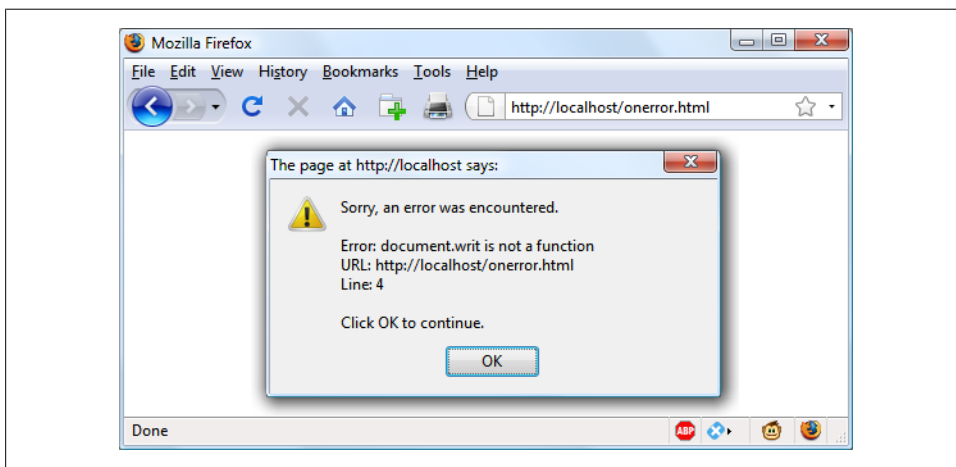 Mozilla Firefox
File Edit View History Bookmarks Tools Help
http://localhost/onerror.html
The page at http://localhost says:
Sorry, an error was encountered.
Error: document.writ is not a function
URL: http://localhost/onerror.html
Line: 4
Click OK to continue.
OK
Done
ABP